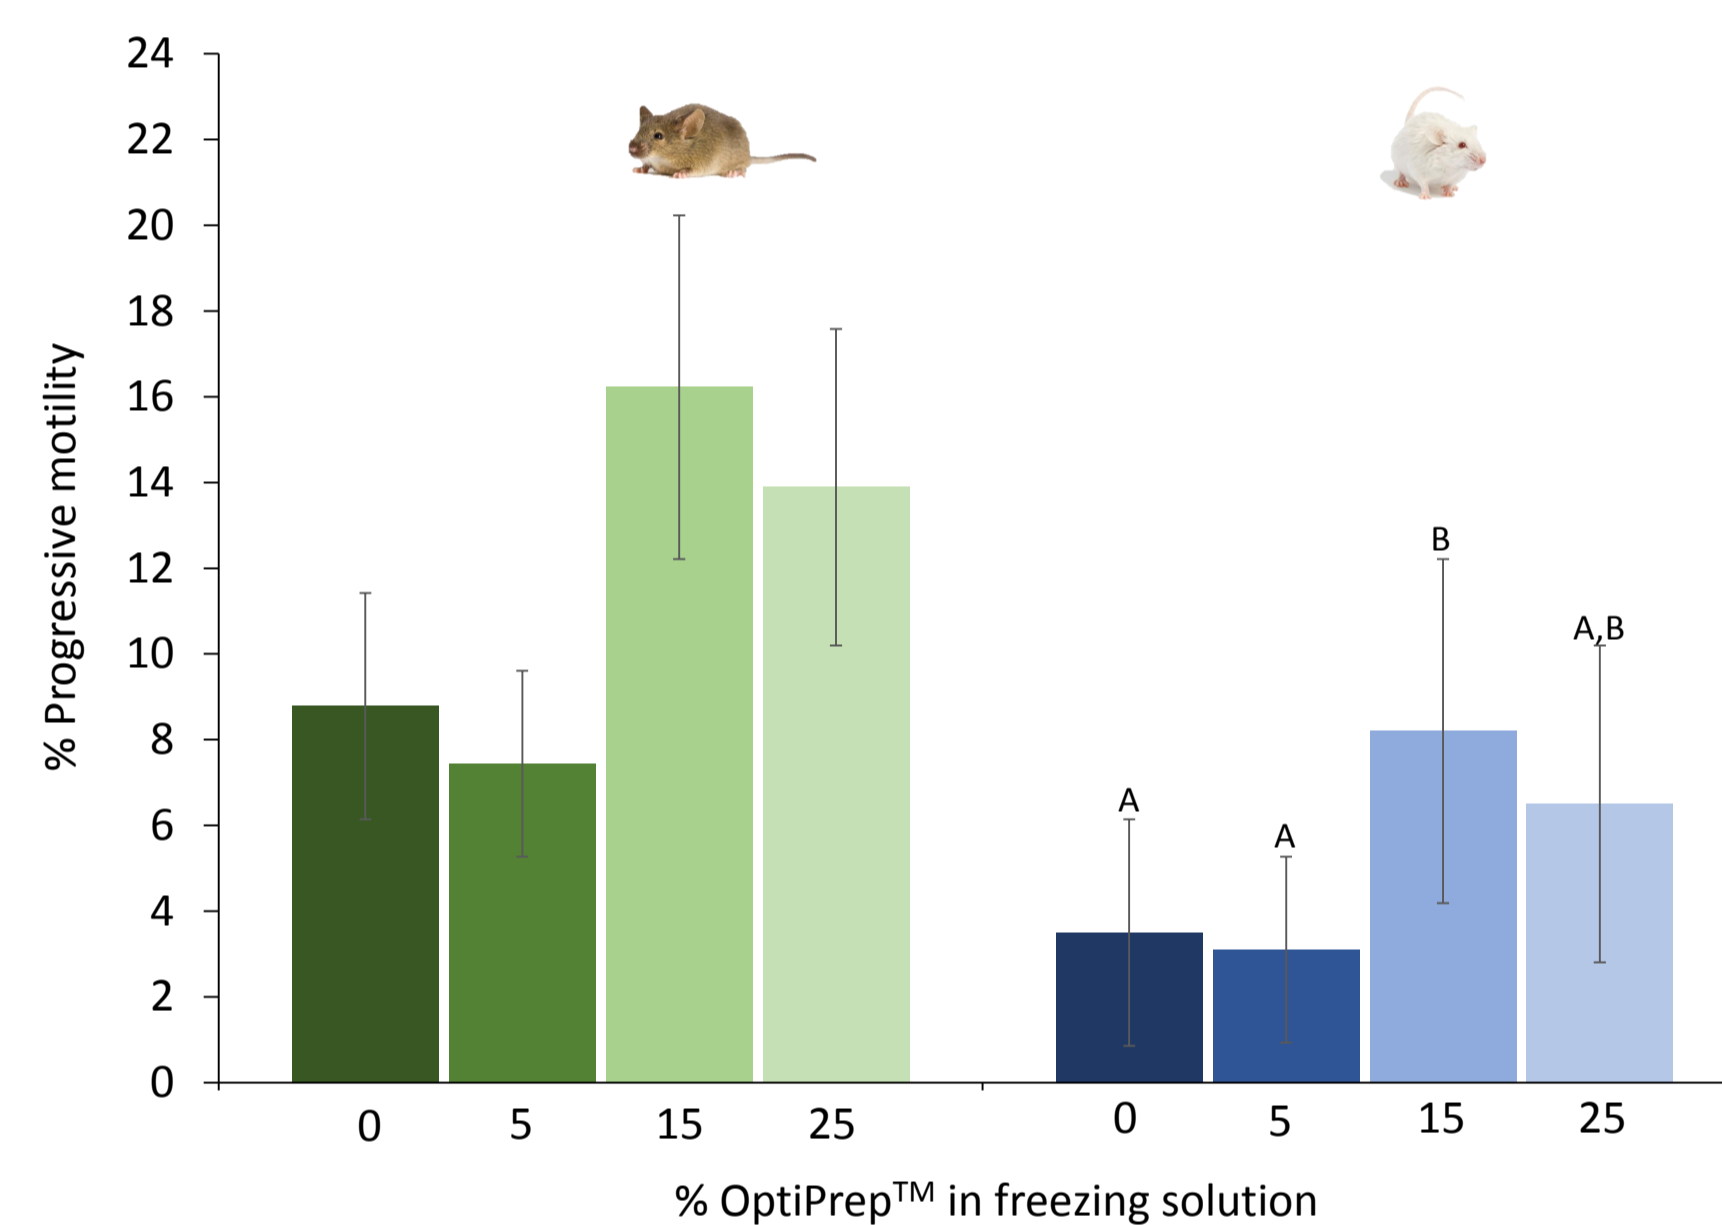 24
22
20
18
16
14
12
10
8
6
4
2
0
% Progressive motility
B
A,B
A
A
0 5 15 25 0 5 15 25
% OptiPrep™ in freezing solution